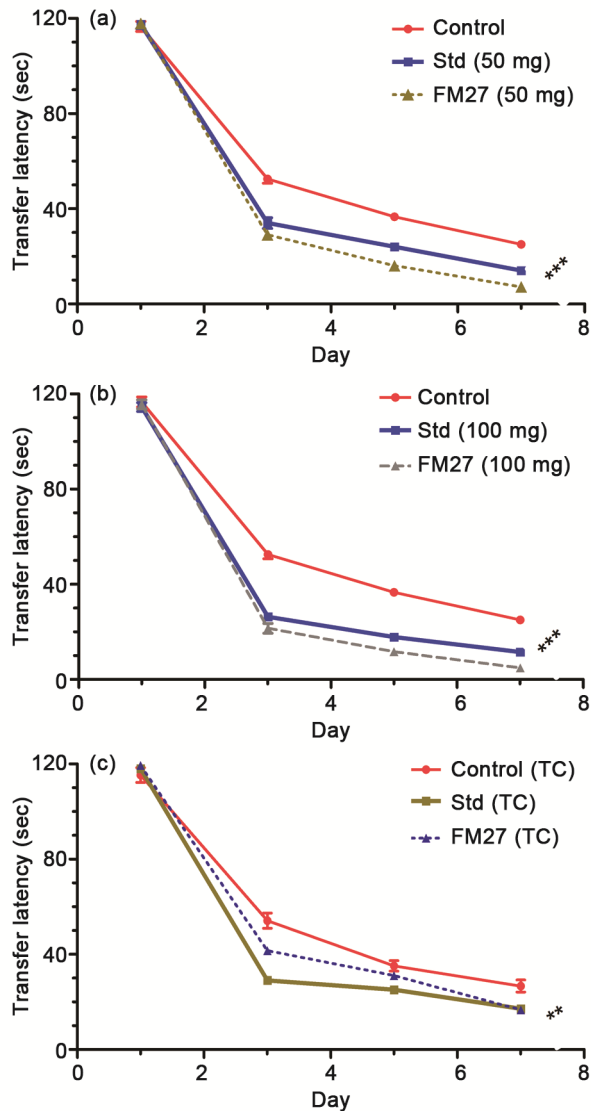 (a)
Control
Std (50 mg)
FM27 (50 mg)
Transfer latency (sec)
120
80
40
0
***
0 2 4 6 8
Day
(b)
Control
Std (100 mg)
FM27 (100 mg)
Transfer latency (sec)
120
80
40
0
***
0 2 4 6 8
Day
(c)
Control (TC)
Std (TC)
FM27 (TC)
Transfer latency (sec)
120
80
40
0
**
0 2 4 6 8
Day